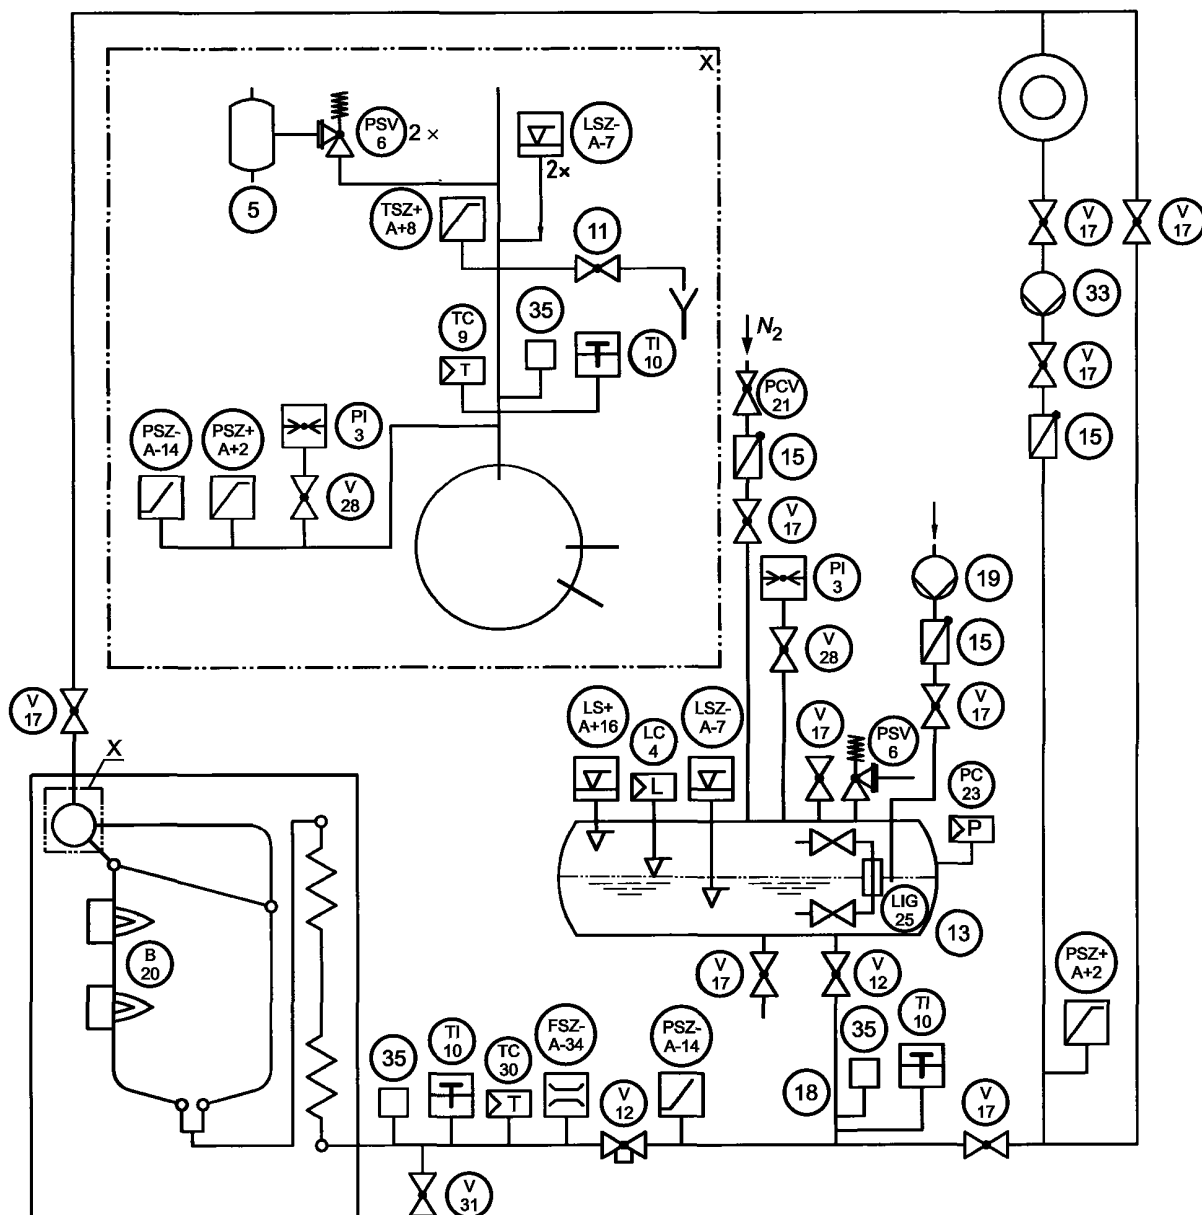 X
PSV
6
2 ×
LSZ-
A-7
2×
5
TSZ+
A+8
11
V
17
V
17
33
TC
9
T
35
TI
10
T
N2
PCV
21
V
17
PSZ-
A-14
PSZ+
A+2
PI
3
15
15
V
28
V
17
PI
3
19
V
28
15
V
17
V
17
LS+
A+16
LC
4
LSZ-
A-7
V
17
PSV
6
X
L
PC
23
P
LIG
25
13
B
20
V
17
V
12
PSZ+
A+2
35
TI
10
T
TC
30
T
FSZ-
A-34
PSZ-
A-14
35
TI
10
T
V
12
18
V
17
V
31